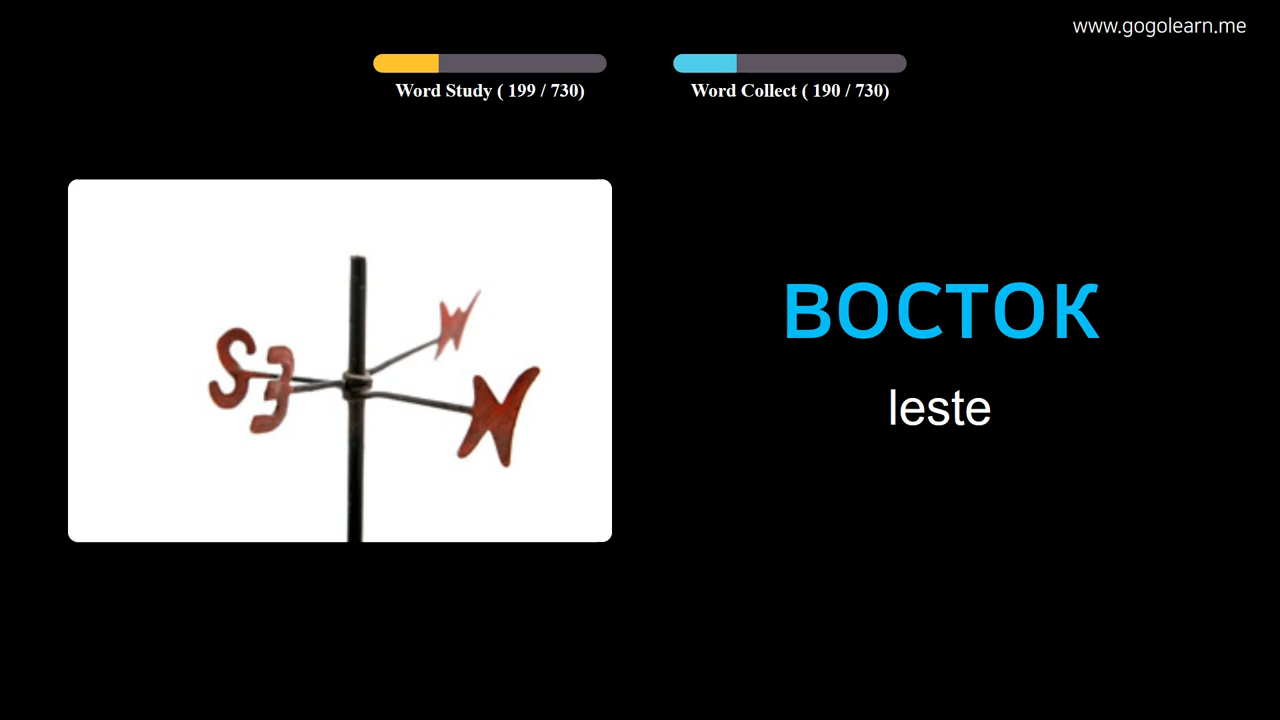 www.gogolearn.me
Word Study ( 199 / 730)
Word Collect ( 190 / 730)
восток
leste
S
E
W
N